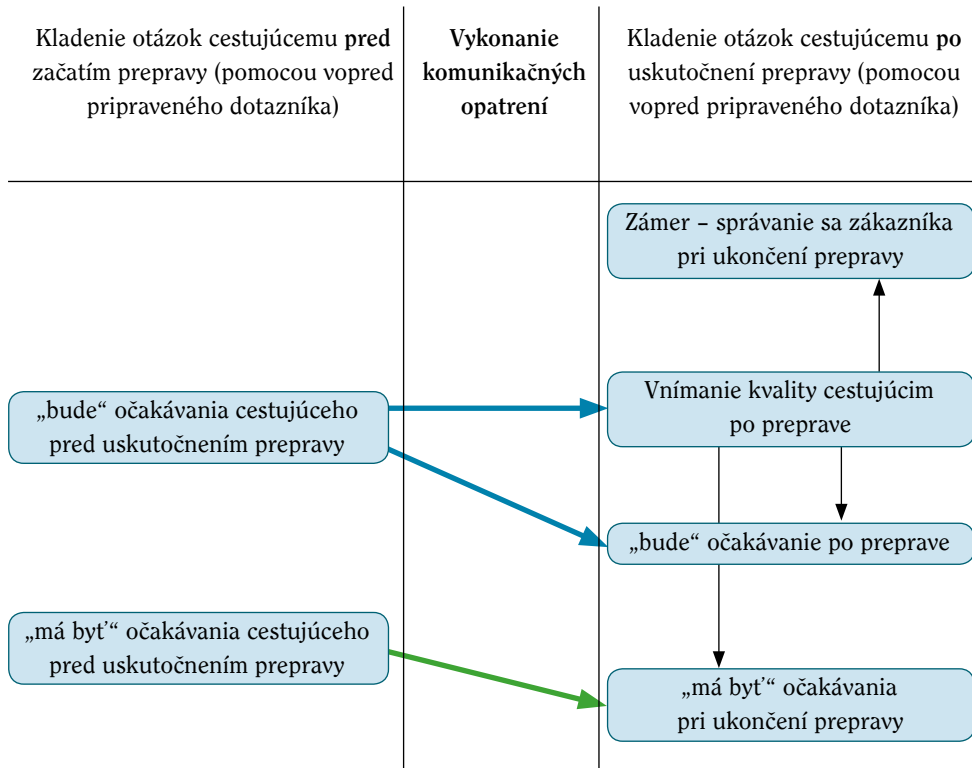 Kladenie otázok cestujúcemu pred
začatím prepravy (pomocou vopred
pripraveného dotazníka)
Vykonanie
komunikačných
opatrení
Kladenie otázok cestujúcemu po
uskutočnení prepravy (pomocou
vopred pripraveného dotazníka)
Zámer – správanie sa zákazníka
pri ukončení prepravy
„bude“ očakávania cestujúceho
pred uskutočnením prepravy
Vnímanie kvality cestujúcim
po preprave
„bude“ očakávanie po preprave
„má byť“ očakávania cestujúceho
pred uskutočnením prepravy
„má byť“ očakávania
pri ukončení prepravy